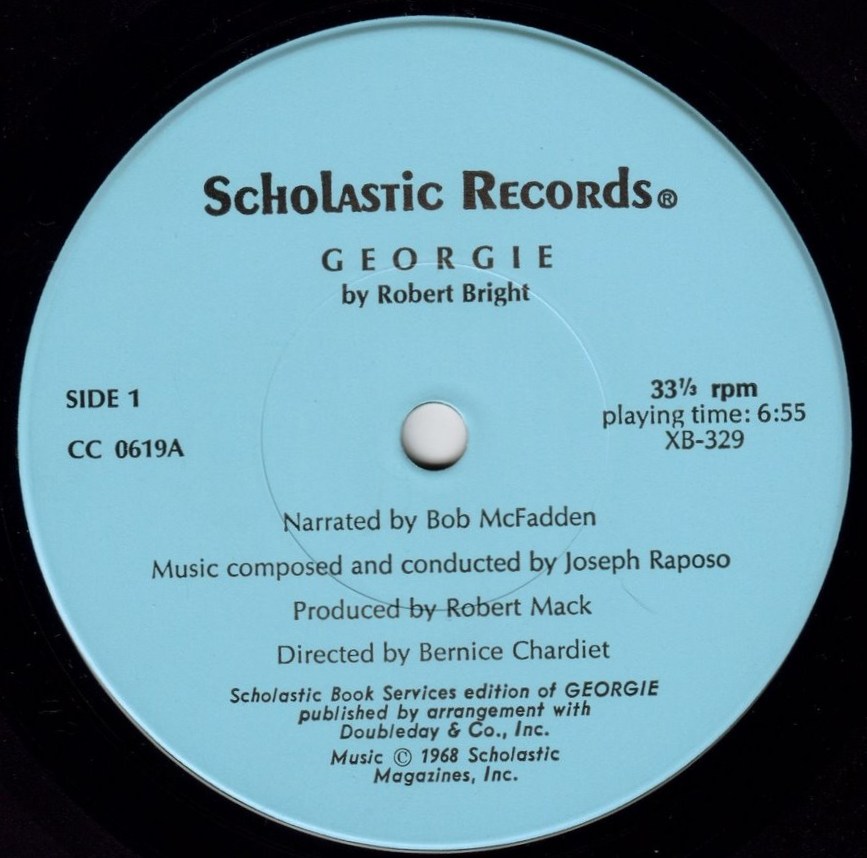 Scholastic Records®
GEORGIE
by Robert Bright
SIDE 1
CC 0619A
33⅓ rpm
playing time: 6:55
XB-329
Narrated by Bob McFadden
Music composed and conducted by Joseph Raposo
Produced by Robert Mack
Directed by Bernice Chardiet
Scholastic Book Services edition of GEORGIE
published by arrangement with
Doubleday & Co., Inc.
Music © 1968 Scholastic
Magazines, Inc.